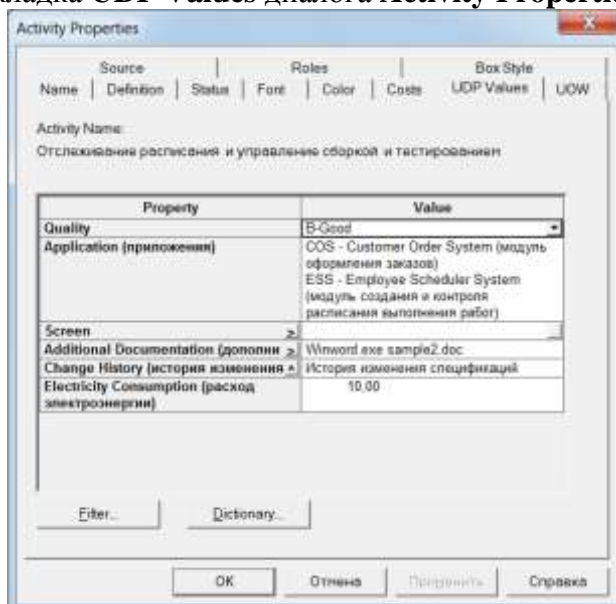 кладка UDP Values диалога Activity Propertie
Activity Properties
Source Roles Box Style
Name Definition Status Font Color Costs UDP Values UOW
Activity Name:
Отслеживание расписания и управление сборкой и тестированием
Property Value
Quality B-Good
Application (приложения) COS - Customer Order System (модуль
оформления заказов)
ESS - Employee Scheduler System
(модуль создания и контроля
расписания выполнения работ)
Screen >
Additional Documentation (дополни > Winword.exe sample2.doc
Change History (история изменения История изменения спецификаций
Electricity Consumption (расход 10,00
электроэнергии)
Filter... Dictionary...
OK Отмена Применить Справка